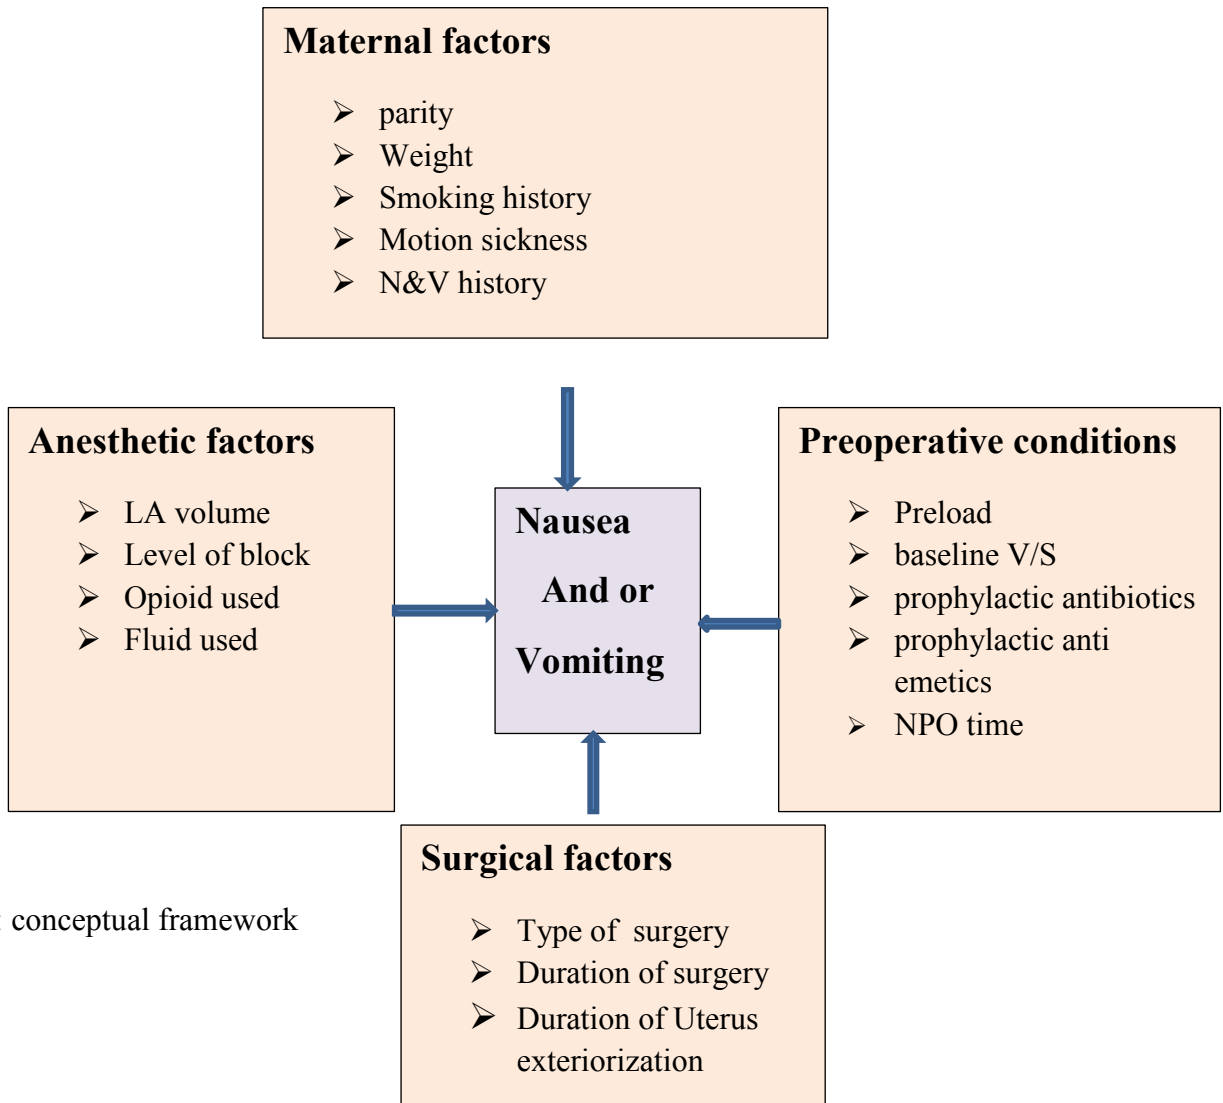 Maternal factors
➢ parity
➢ Weight
➢ Smoking history
➢ Motion sickness
➢ N&V history
Anesthetic factors
➢ LA volume
➢ Level of block
➢ Opioid used
➢ Fluid used
Nausea
And or
Vomiting
Preoperative conditions
➢ Preload
➢ baseline V/S
➢ prophylactic antibiotics
➢ prophylactic anti
emetics
➢ NPO time
Surgical factors
➢ Type of surgery
➢ Duration of surgery
➢ Duration of Uterus
exteriorization
: conceptual framework